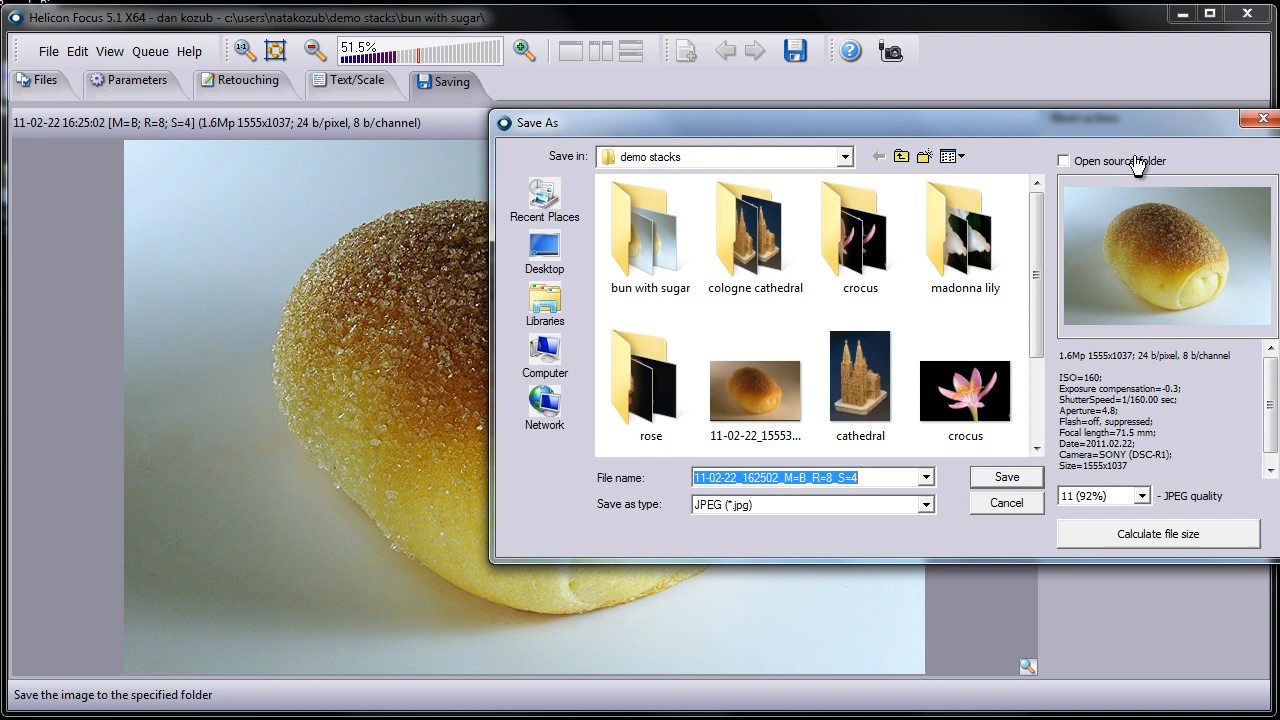 Helicon Focus 5.1 X64 - dan kozub - c:\users\natakozub\demo stacks\bun with sugar\
File Edit View Queue Help
51.5%
Files Parameters Retouching Text/Scale Saving
11-02-22 16:25:02 [M=B; R=8; S=4] (1.6Mp 1555x1037; 24 b/pixel, 8 b/channel)
Save As
Save in: demo stacks
Open source folder
Recent Places
Desktop
Libraries
Computer
Network
bun with sugar cologne cathedral crocus madonna lily
rose 11-02-22_15553... cathedral crocus
File name: 11-02-22_162502_M=B_R=8_S=4 Save
Save as type: JPEG (*.jpg) Cancel
1.6Mp 1555x1037; 24 b/pixel, 8 b/channel
ISO=160;
Exposure compensation=-0.3;
ShutterSpeed=1/160.00 sec;
Aperture=4.8;
Flash=off, suppressed;
Focal length=71.5 mm;
Date=2011.02.22;
Camera=SONY (DSC-R1);
Size=1555x1037
11 (92%) - JPEG quality
Calculate file size
Save the image to the specified folder